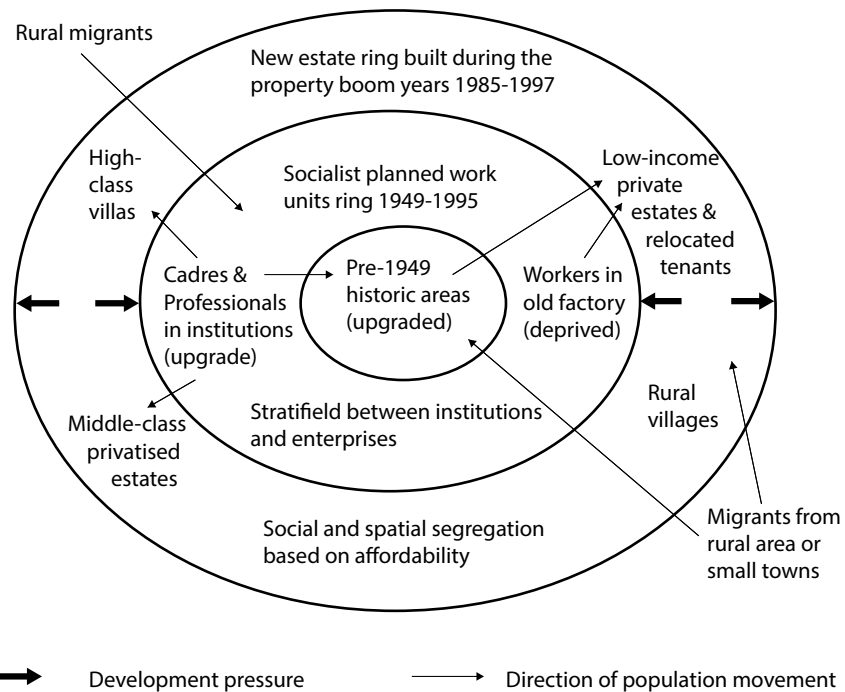 Rural migrants
New estate ring built during the
property boom years 1985-1997
High-
class
villas
Socialist planned work
units ring 1949-1995
Low-income
private
estates &
relocated
tenants
Cadres &
Professionals
in institutions
(upgrade)
Pre-1949
historic areas
(upgraded)
Workers in
old factory
(deprived)
Middle-class
privatised
estates
Stratifield between institutions
and enterprises
Rural
villages
Social and spatial segregation
based on affordability
Migrants from
rural area or
small towns
Development pressure
Direction of population movement